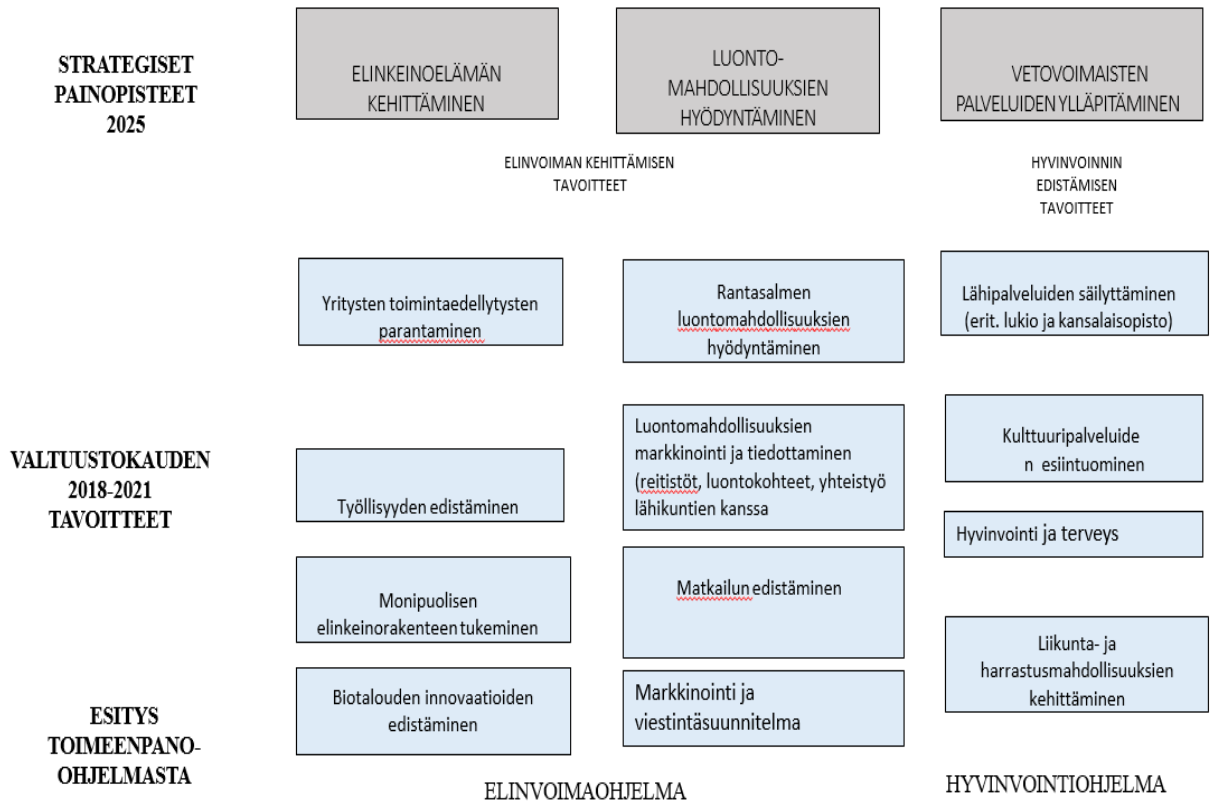 STRATEGISET
PAINOPISTEET
2025
ELINKEINOELÄMÄN
KEHITTÄMINEN
LUONTO-
MAHDOLLISUUKSIEN
HYÖDYNTÄMINEN
VETOVOIMAISTEN
PALVELUIDEN YLLÄPITÄMINEN
ELINVOIMAN KEHITTÄMISEN
TAVOITTEET
HYVINVOINNIN
EDISTÄMISEN
TAVOITTEET
VALTUUSTOKAUDEN
2018-2021
TAVOITTEET
Yritysten toimintaedellytysten
parantaminen
Työllisyyden edistäminen
Monipuolisen
elinkeinorakenteen tukeminen
Biotalouden innovaatioiden
edistäminen
Rantasalmen
luontomahdollisuuksien
hyödyntäminen
Luontomahdollisuuksien
markkinointi ja tiedottaminen
(reitistöt, luontokohteet, yhteistyö
lähikuntien kanssa
Matkailun edistäminen
Markkinointi ja
viestintäsuunnitelma
Lähipalveluiden säilyttäminen
(erit. lukio ja kansalaisopisto)
Kulttuuripalveluide
n esiintuominen
Hyvinvointi ja terveys
Liikunta- ja
harrastusmahdollisuuksien
kehittäminen
ESITYS
TOIMEENPANO-
OHJELMASTA
ELINVOIMAOHJELMA
HYVINVOINTIOHJELMA